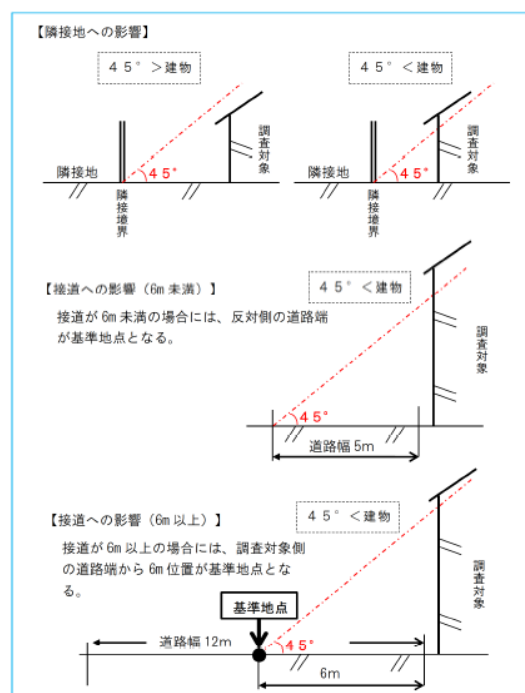 【隣接地への影響】
45°>建物
45°<建物
隣接地
45°
隣接境界
調査対象
隣接地
45°
隣接境界
調査対象
【接道への影響（6m未満）】
45°<建物
接道が6m未満の場合には、反対側の道路端
が基準地点となる。
調査対象
45°
道路幅5m
【接道への影響（6m以上）】
45°<建物
接道が6m以上の場合には、調査対象側
の道路端から6m位置が基準地点とな
る。
調査対象
基準地点
道路幅12m
45°
6m